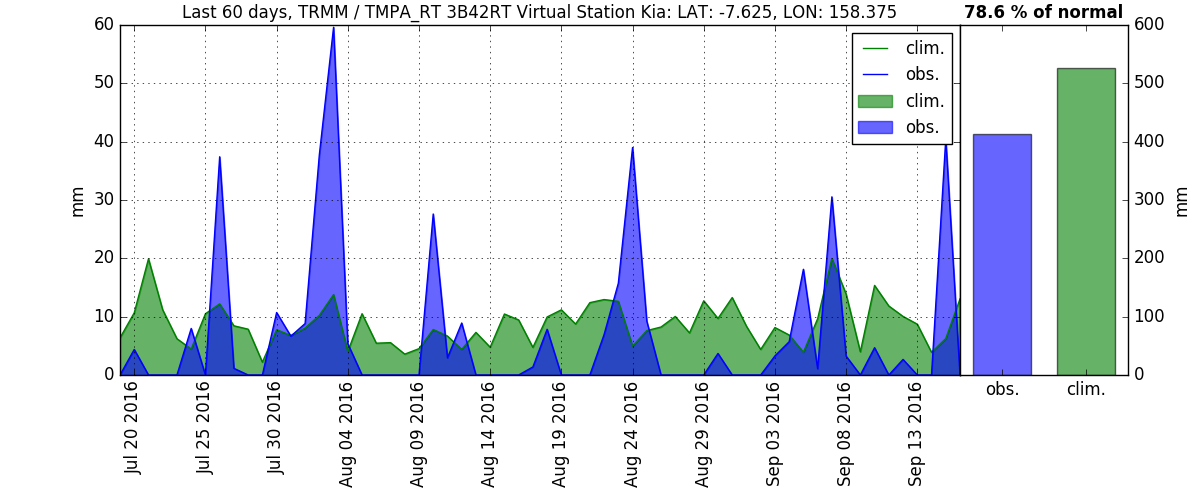 Last 60 days, TRMM / TMPA_RT 3B42RT Virtual Station Kia: LAT: -7.625, LON: 158.375
78.6 % of normal
60
50
40
30
20
10
0
mm
clim.
obs.
clim.
obs.
600
500
400
300
200
100
0
mm
obs.
clim.
Jul 20 2016
Jul 25 2016
Jul 30 2016
Aug 04 2016
Aug 09 2016
Aug 14 2016
Aug 19 2016
Aug 24 2016
Aug 29 2016
Sep 03 2016
Sep 08 2016
Sep 13 2016